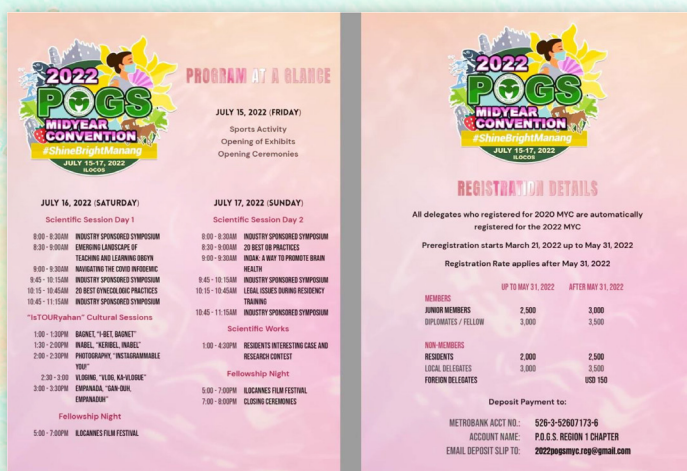 2022
POGS
MIDYEAR
CONVENTION
#ShineBrightManang
JULY 15-17, 2022
ILOCOS
PROGRAM AT A GLANCE
JULY 15, 2022 (FRIDAY)
Sports Activity
Opening of Exhibits
Opening Ceremonies
JULY 16, 2022 (SATURDAY)
Scientific Session Day 1
8:00 - 8:30AM INDUSTRY SPONSORED SYMPOSIUM
8:30 - 9:00AM EMERGING LANDSCAPE OF
TEACHING AND LEARNING OBGYN
9:00 - 9:30AM NAVIGATING THE COVID INFODEMIC
9:45 - 10:15AM INDUSTRY SPONSORED SYMPOSIUM
10:15 - 10:45AM 20 BEST GYNECOLOGIC PRACTICES
10:45 - 11:15AM INDUSTRY SPONSORED SYMPOSIUM
"IsTOURyahan" Cultural Sessions
1:00 - 1:30PM BAGNET, "I-BET, BAGNET"
1:30 - 2:00PM INABEL, "KERIBEL, INABEL"
2:00 - 2:30PM PHOTOGRAPHY, "INSTAGRAMMABLE
YOU!"
2:30 - 3:00 VLOGING, "VLOG, KA-VLOGUE"
3:00 - 3:30PM EMPANADA, "GAN-DUH,
EMPANADUH"
Fellowship Night
5:00 - 7:00PM ILOCANNES FILM FESTIVAL
JULY 17, 2022 (SUNDAY)
Scientific Session Day 2
8:00 - 8:30AM INDUSTRY SPONSORED SYMPOSIUM
8:30 - 9:00AM 20 BEST OB PRACTICES
9:00 - 9:30AM INDAK: A WAY TO PROMOTE BRAIN
HEALTH
9:45 - 10:15AM INDUSTRY SPONSORED SYMPOSIUM
10:15 - 10:45AM LEGAL ISSUES DURING RESIDENCY
TRAINING
10:45 - 11:15AM INDUSTRY SPONSORED SYMPOSIUM
Scientific Works
1:00 - 4:30PM RESIDENTS INTERESTING CASE AND
RESEARCH CONTEST
Fellowship Night
5:00 - 7:00PM ILOCANNES FILM FESTIVAL
7:00 - 8:00PM CLOSING CEREMONIES
2022
POGS
MIDYEAR
CONVENTION
#ShineBrightManang
JULY 15-17, 2022
ILOCOS
REGISTRATION DETAILS
All delegates who registered for 2020 MYC are automatically
registered for the 2022 MYC
Preregistration starts March 21, 2022 up to May 31, 2022
Registration Rate applies after May 31, 2022
UP TO MAY 31, 2022 AFTER MAY 31, 2022
MEMBERS
JUNIOR MEMBERS 2,500 3,000
DIPLOMATES / FELLOW 3,000 3,500
NON-MEMBERS
RESIDENTS 2,000 2,500
LOCAL DELEGATES 3,000 3,500
FOREIGN DELEGATES USD 150
Deposit Payment to:
METROBANK ACCT NO.: 526-3-52607173-6
ACCOUNT NAME: P.O.G.S. REGION 1 CHAPTER
EMAIL DEPOSIT SLIP TO: 2022pogsmyc.reg@gmail.com